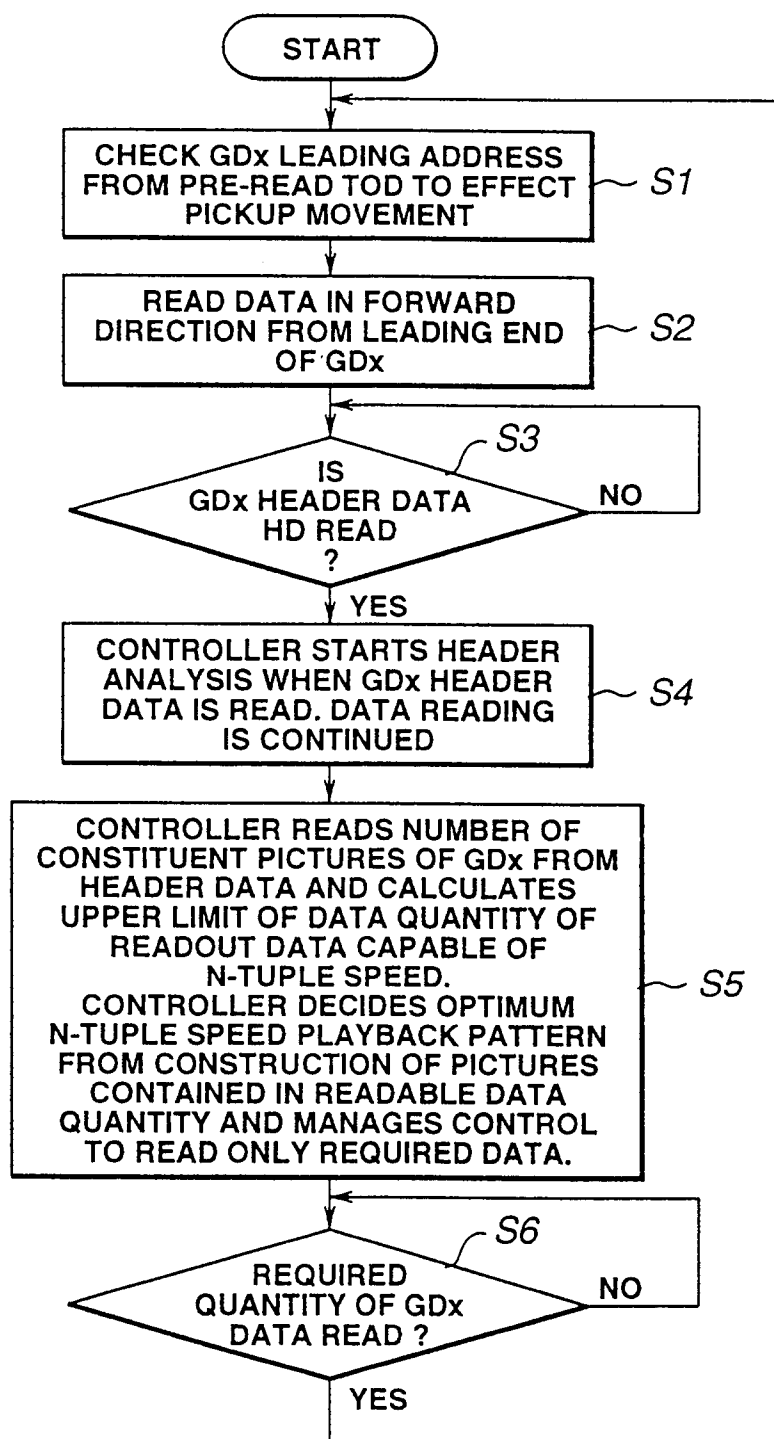 START
CHECK GDx LEADING ADDRESS
FROM PRE-READ TOD TO EFFECT
PICKUP MOVEMENT
S1
READ DATA IN FORWARD
DIRECTION FROM LEADING END
OF GDx
S2
S3
IS
GDx HEADER DATA
HD READ
?
NO
YES
CONTROLLER STARTS HEADER
ANALYSIS WHEN GDx HEADER
DATA IS READ. DATA READING
IS CONTINUED
S4
CONTROLLER READS NUMBER OF
CONSTITUENT PICTURES OF GDx FROM
HEADER DATA AND CALCULATES
UPPER LIMIT OF DATA QUANTITY OF
READOUT DATA CAPABLE OF
N-TUPLE SPEED.
CONTROLLER DECIDES OPTIMUM
N-TUPLE SPEED PLAYBACK PATTERN
FROM CONSTRUCTION OF PICTURES
CONTAINED IN READABLE DATA
QUANTITY AND MANAGES CONTROL
TO READ ONLY REQUIRED DATA.
S5
S6
REQUIRED
QUANTITY OF GDx
DATA READ ?
NO
YES